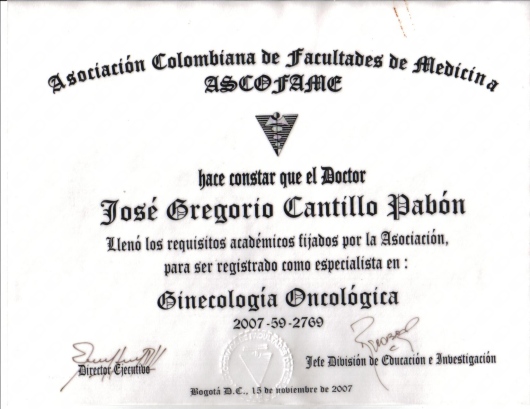 Asociación Colombiana de Facultades de Medicina
ASCOFAME
hace constar que el Doctor
José Gregorio Cantillo Pabón
Llenó los requisitos académicos fijados por la Asociación,
para ser registrado como especialista en :
Ginecología Oncológica
2007-59-2769
Director Ejecutivo
Jefe División de Educación e Investigación
Bogotá D.C., 15 de noviembre de 2007